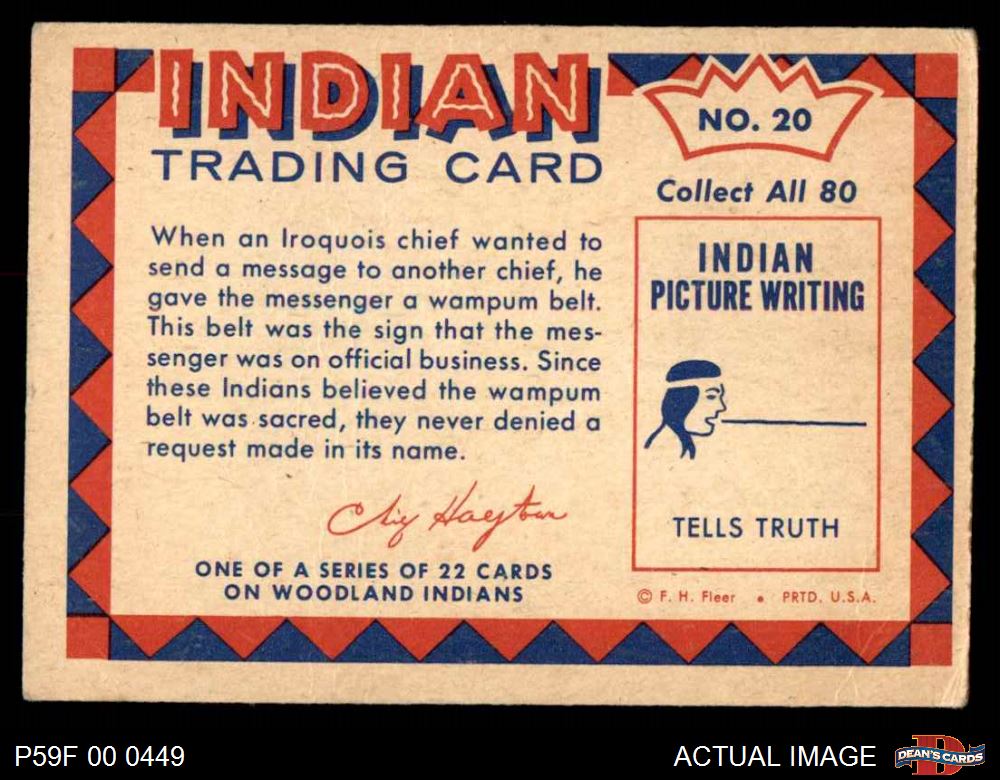 INDIAN
TRADING CARD
NO. 20
Collect All 80
When an Iroquois chief wanted to
send a message to another chief, he
gave the messenger a wampum belt.
This belt was the sign that the mes-
senger was on official business. Since
these Indians believed the wampum
belt was sacred, they never denied a
request made in its name.
Chief Hagtown
ONE OF A SERIES OF 22 CARDS
ON WOODLAND INDIANS
INDIAN
PICTURE WRITING
TELLS TRUTH
© F. H. Fleer • PRTD. U.S.A.
P59F 00 0449
ACTUAL IMAGE
DEAN'S CARDS